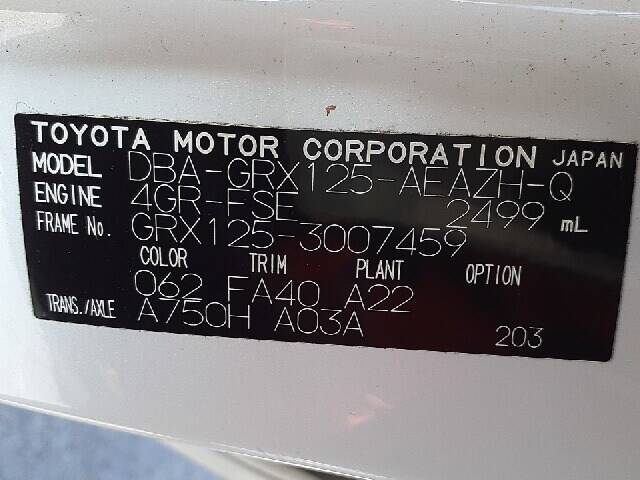 TOYOTA MOTOR CORPORATION JAPAN
MODEL DBA-GRX125-AEAZH-Q
ENGINE 4GR-FSE 2499 mL
FRAME No. GRX125-3007459
COLOR TRIM PLANT OPTION
062 FA40 A22
TRANS./AXLE A750H A03A 203